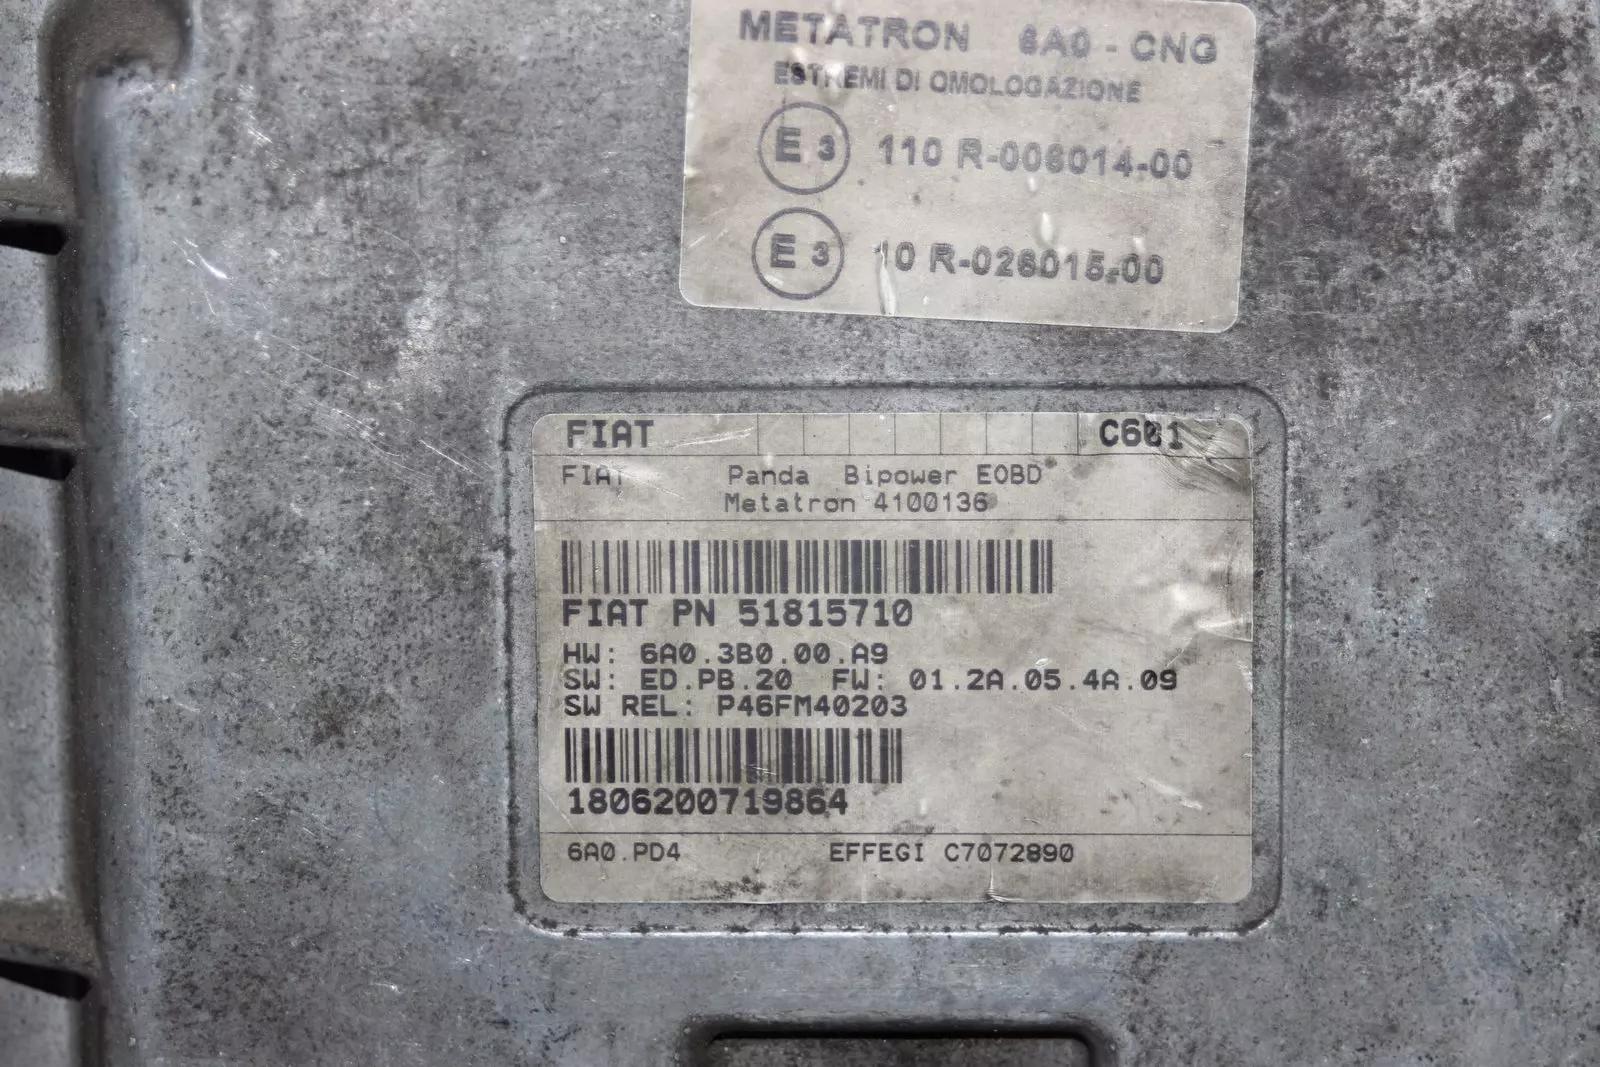 METATRON 6A0 - CNG
ESTREMI DI OMOLOGAZIONE
E 3 110 R-006014-00
E 3 10 R-026015-00
FIAT C601
FIAT Panda Bipower EOBD
Metatron 4100136
FIAT PN 51815710
HW: 6A0.3B0.00.A9
SW: ED.PB.20 FW: 01.2A.05.4A.09
SW REL: P46FM40203
1806200719864
6A0.PD4 EFFEGI C7072890